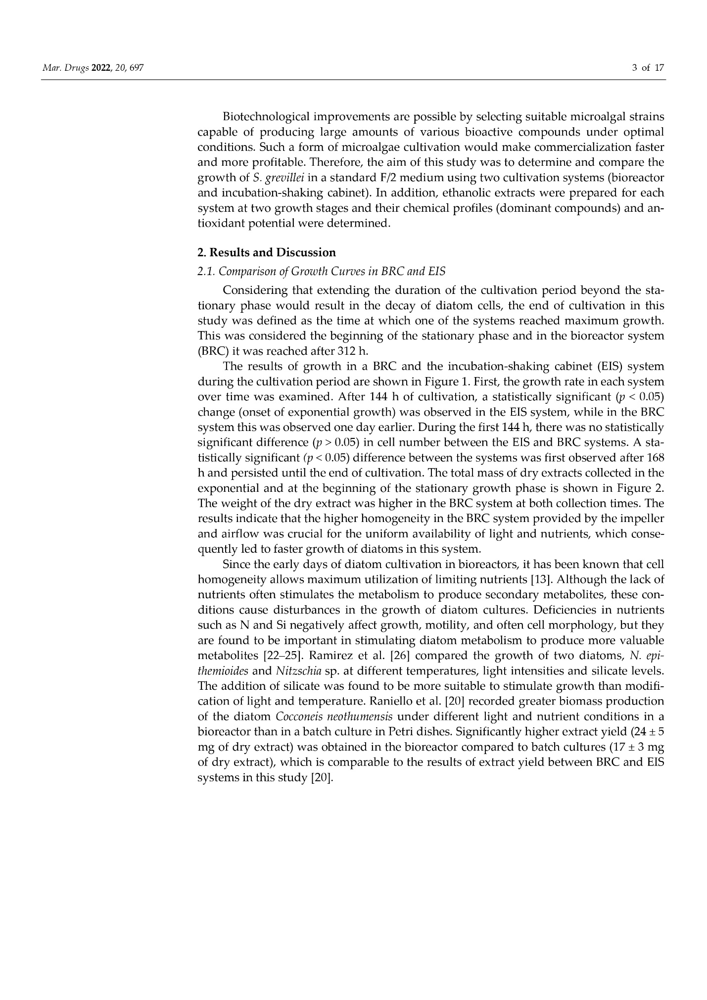 Mar. Drugs 2022, 20, 697
3 of 17
Biotechnological improvements are possible by selecting suitable microalgal strains
capable of producing large amounts of various bioactive compounds under optimal
conditions. Such a form of microalgae cultivation would make commercialization faster
and more profitable. Therefore, the aim of this study was to determine and compare the
growth of S. grevillei in a standard F/2 medium using two cultivation systems (bioreactor
and incubation-shaking cabinet). In addition, ethanolic extracts were prepared for each
system at two growth stages and their chemical profiles (dominant compounds) and an-
tioxidant potential were determined.
2. Results and Discussion
2.1. Comparison of Growth Curves in BRC and EIS
Considering that extending the duration of the cultivation period beyond the sta-
tionary phase would result in the decay of diatom cells, the end of cultivation in this
study was defined as the time at which one of the systems reached maximum growth.
This was considered the beginning of the stationary phase and in the bioreactor system
(BRC) it was reached after 312 h.
The results of growth in a BRC and the incubation-shaking cabinet (EIS) system
during the cultivation period are shown in Figure 1. First, the growth rate in each system
over time was examined. After 144 h of cultivation, a statistically significant (p < 0.05)
change (onset of exponential growth) was observed in the EIS system, while in the BRC
system this was observed one day earlier. During the first 144 h, there was no statistically
significant difference (p > 0.05) in cell number between the EIS and BRC systems. A sta-
tistically significant (p < 0.05) difference between the systems was first observed after 168
h and persisted until the end of cultivation. The total mass of dry extracts collected in the
exponential and at the beginning of the stationary growth phase is shown in Figure 2.
The weight of the dry extract was higher in the BRC system at both collection times. The
results indicate that the higher homogeneity in the BRC system provided by the impeller
and airflow was crucial for the uniform availability of light and nutrients, which conse-
quently led to faster growth of diatoms in this system.
Since the early days of diatom cultivation in bioreactors, it has been known that cell
homogeneity allows maximum utilization of limiting nutrients [13]. Although the lack of
nutrients often stimulates the metabolism to produce secondary metabolites, these con-
ditions cause disturbances in the growth of diatom cultures. Deficiencies in nutrients
such as N and Si negatively affect growth, motility, and often cell morphology, but they
are found to be important in stimulating diatom metabolism to produce more valuable
metabolites [22–25]. Ramirez et al. [26] compared the growth of two diatoms, N. epi-
themioides and Nitzschia sp. at different temperatures, light intensities and silicate levels.
The addition of silicate was found to be more suitable to stimulate growth than modifi-
cation of light and temperature. Raniello et al. [20] recorded greater biomass production
of the diatom Cocconeis neothumensis under different light and nutrient conditions in a
bioreactor than in a batch culture in Petri dishes. Significantly higher extract yield (24 ± 5
mg of dry extract) was obtained in the bioreactor compared to batch cultures (17 ± 3 mg
of dry extract), which is comparable to the results of extract yield between BRC and EIS
systems in this study [20].